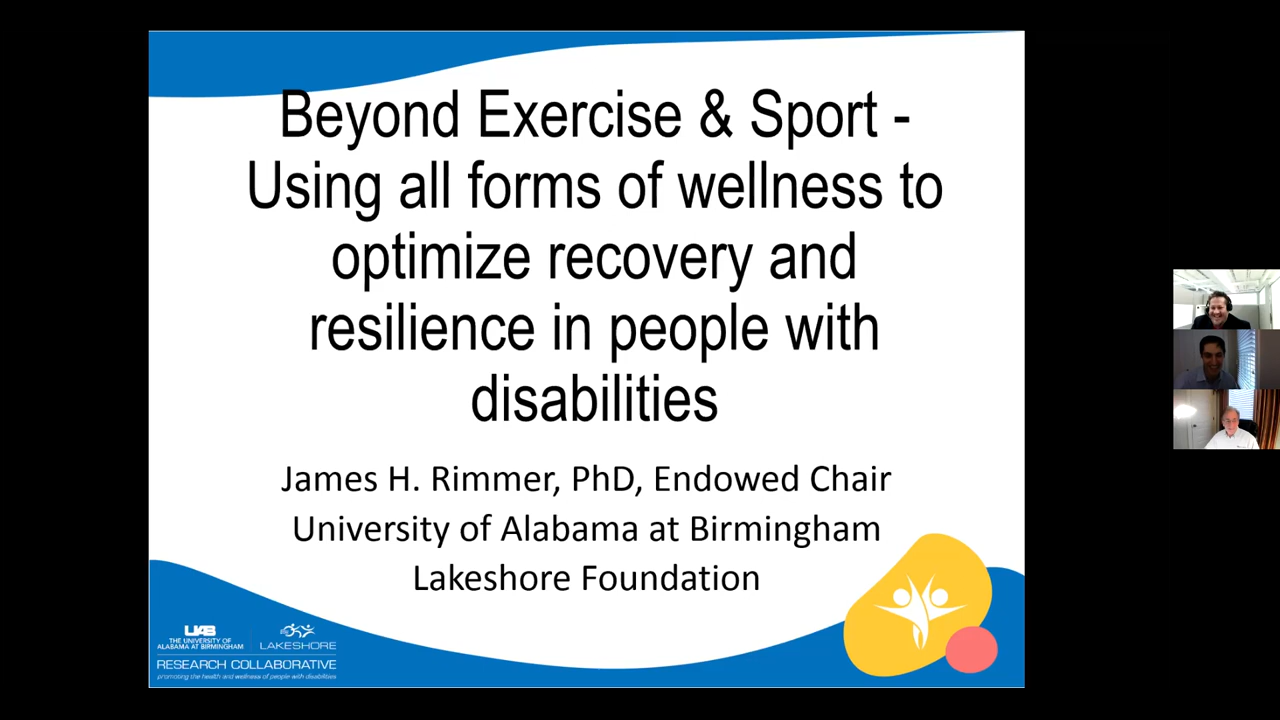 Beyond Exercise & Sport -
Using all forms of wellness to
optimize recovery and
resilience in people with
disabilities
James H. Rimmer, PhD, Endowed Chair
University of Alabama at Birmingham
Lakeshore Foundation
UAB
THE UNIVERSITY OF
ALABAMA AT BIRMINGHAM
LAKESHORE
RESEARCH COLLABORATIVE
promoting the health and wellness of people with disabilities